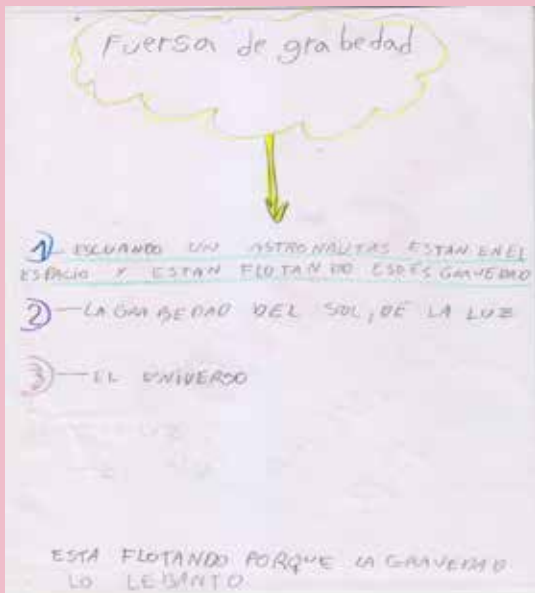 Fuersa de grabedad
1 ESCUANDO UN ASTRONAUTAS ESTAN EN EL
ESPACIO Y ESTAN FLOTANDO ESO ES GRAVEDAD
2 — LA GRABEDAD DEL SOL, DE LA LUZ
3 — EL UNIVERSO
ESTA FLOTANDO PORQUE LA GRAVEDAD
LO LEBANTO